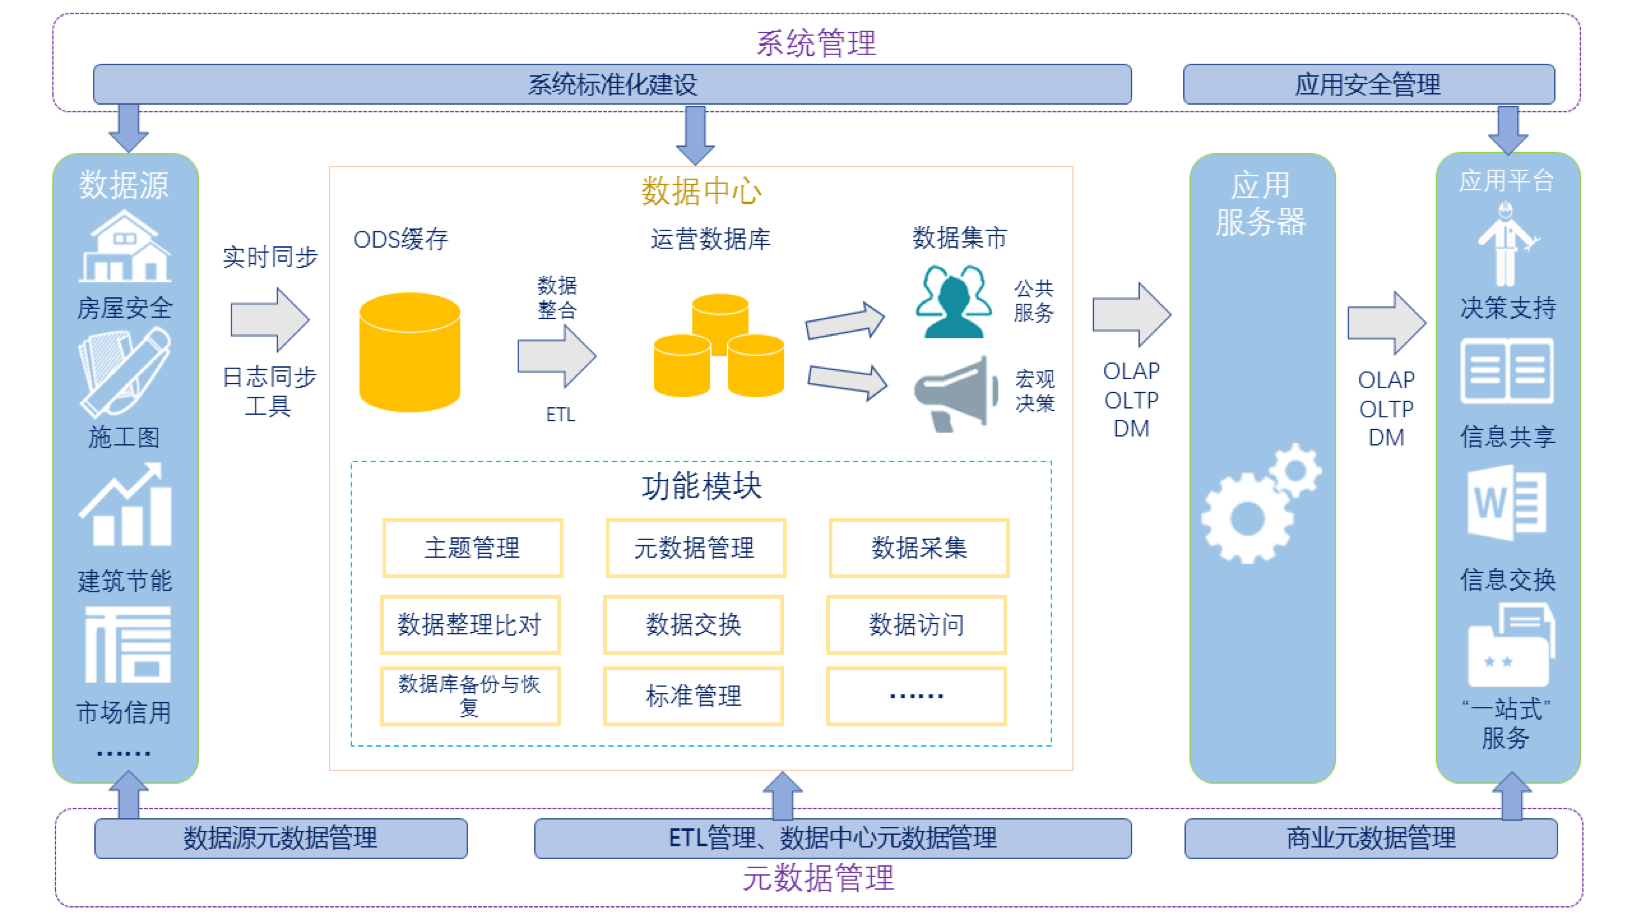 系统管理
系统标准化建设
应用安全管理
数据源
房屋安全
施工图
建筑节能
市场信用
……
实时同步
日志同步
工具
数据中心
ODS缓存
数据
整合
ETL
运营数据库
数据集市
公共
服务
宏观
决策
功能模块
主题管理
元数据管理
数据采集
数据整理比对
数据交换
数据访问
数据库备份与恢
复
标准管理
……
OLAP
OLTP
DM
应用
服务器
OLAP
OLTP
DM
应用平台
决策支持
信息共享
W
信息交换
“一站式”
服务
数据源元数据管理
ETL管理、数据中心元数据管理
商业元数据管理
元数据管理